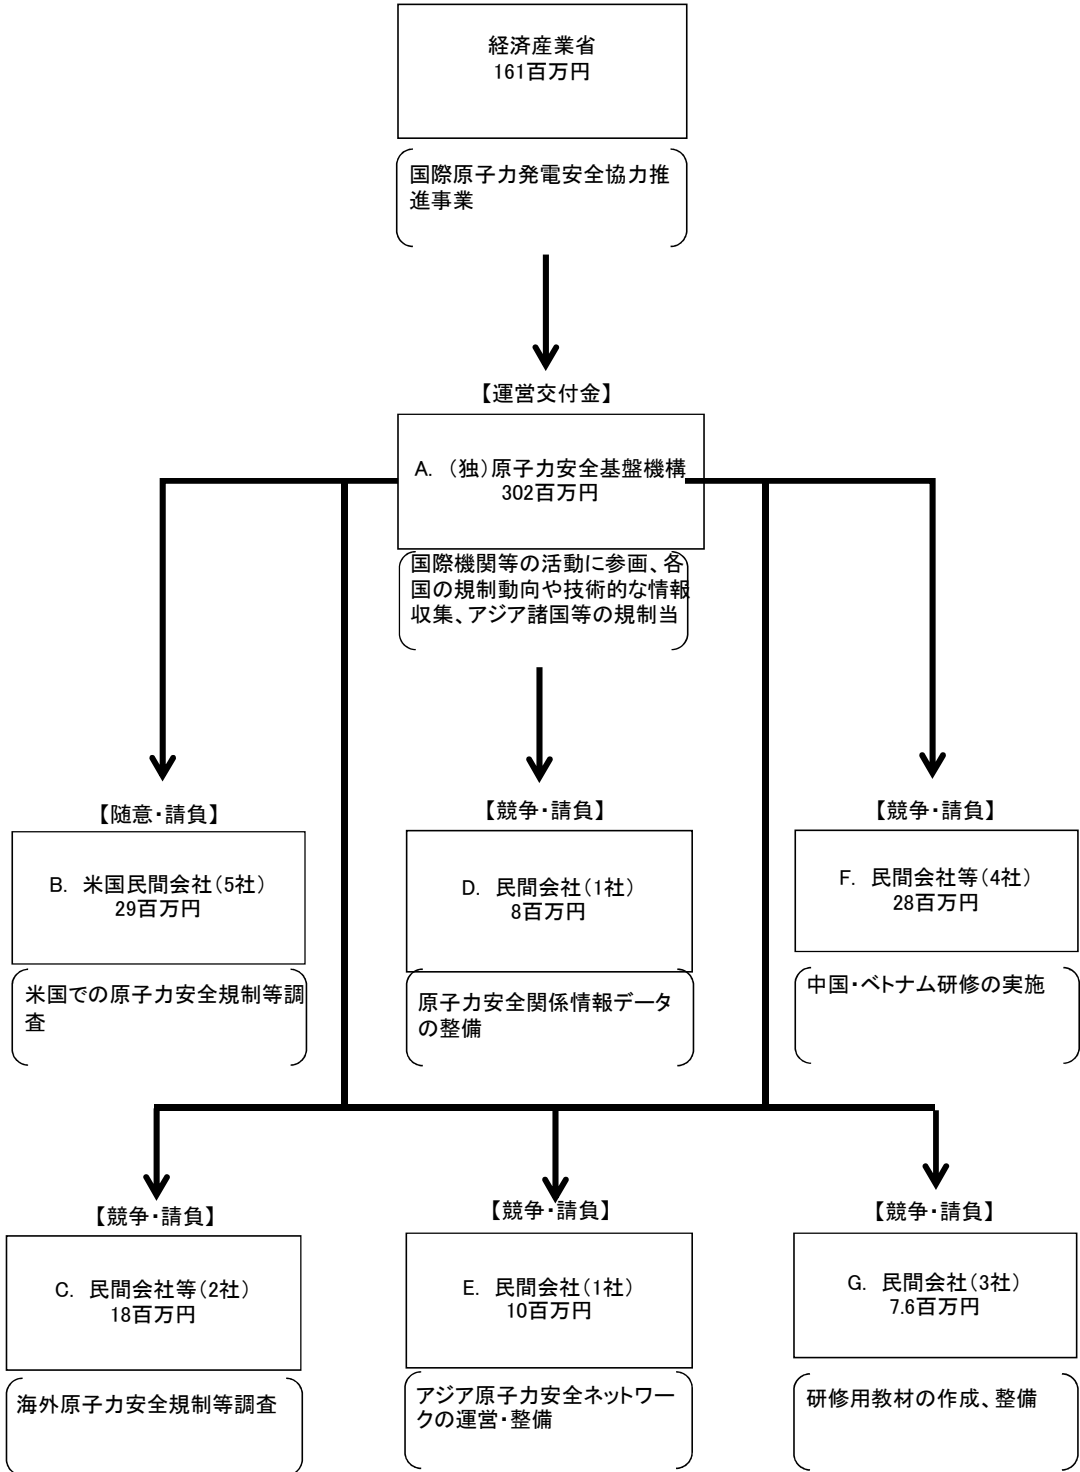 経済産業省
161百万円
国際原子力発電安全協力推
進事業
【運営交付金】
A. (独)原子力安全基盤機構
302百万円
国際機関等の活動に参画、各
国の規制動向や技術的な情報
収集、アジア諸国等の規制当
【随意・請負】
B. 米国民間会社(5社)
29百万円
米国での原子力安全規制等調
査
【競争・請負】
D. 民間会社(1社)
8百万円
原子力安全関係情報データ
の整備
【競争・請負】
F. 民間会社等(4社)
28百万円
中国・ベトナム研修の実施
【競争・請負】
C. 民間会社等(2社)
18百万円
海外原子力安全規制等調査
【競争・請負】
E. 民間会社(1社)
10百万円
アジア原子力安全ネットワー
クの運営・整備
【競争・請負】
G. 民間会社(3社)
7.6百万円
研修用教材の作成、整備